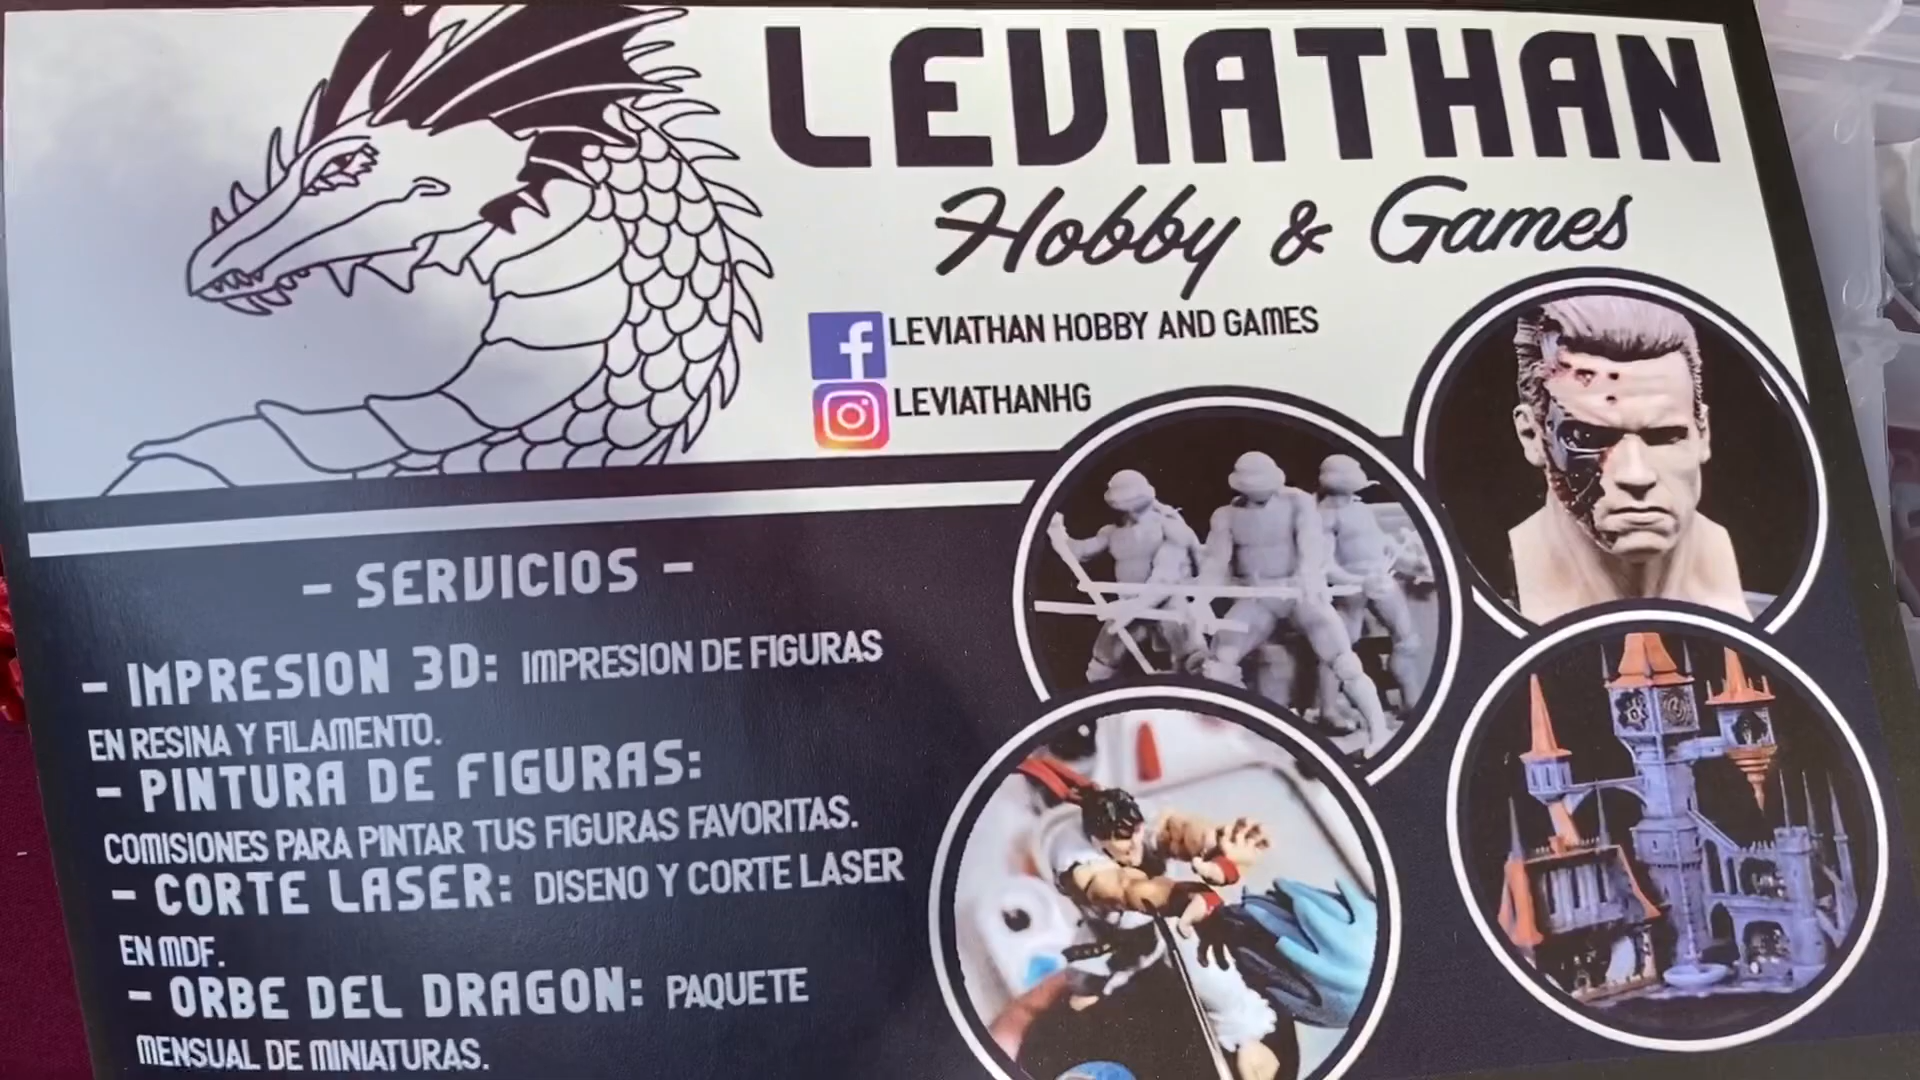 LEVIATHAN
Hobby & Games
LEVIATHAN HOBBY AND GAMES
LEVIATHANHG
- SERVICIOS -
- IMPRESION 3D: IMPRESION DE FIGURAS
EN RESINA Y FILAMENTO.
- PINTURA DE FIGURAS:
COMISIONES PARA PINTAR TUS FIGURAS FAVORITAS.
- CORTE LASER: DISENO Y CORTE LASER
EN MDF.
- ORBE DEL DRAGON: PAQUETE
MENSUAL DE MINIATURAS.